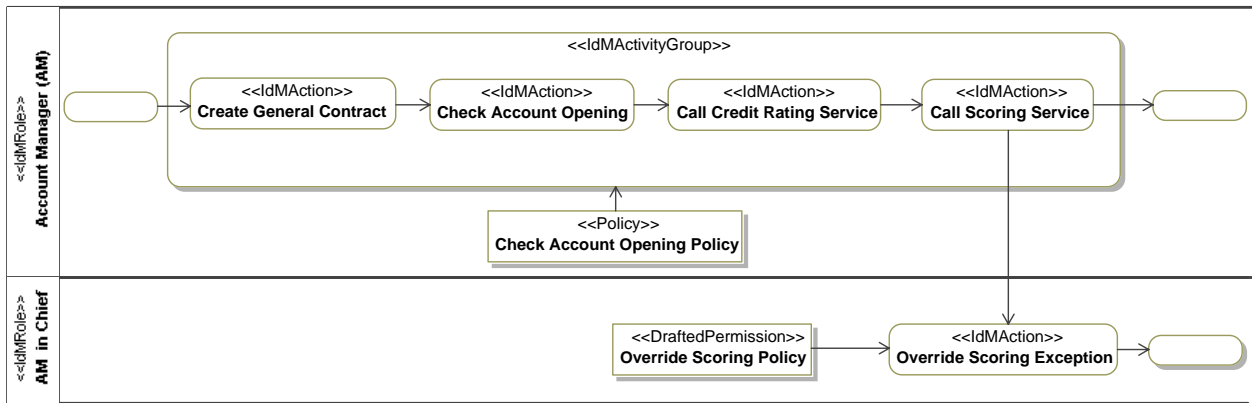 <<IdMRole>>
Account Manager (AM)
<<IdMActivityGroup>>
<<IdMAction>>
Create General Contract
<<IdMAction>>
Check Account Opening
<<IdMAction>>
Call Credit Rating Service
<<IdMAction>>
Call Scoring Service
<<Policy>>
Check Account Opening Policy
<<IdMRole>>
AM in Chief
<<DraftedPermission>>
Override Scoring Policy
<<IdMAction>>
Override Scoring Exception